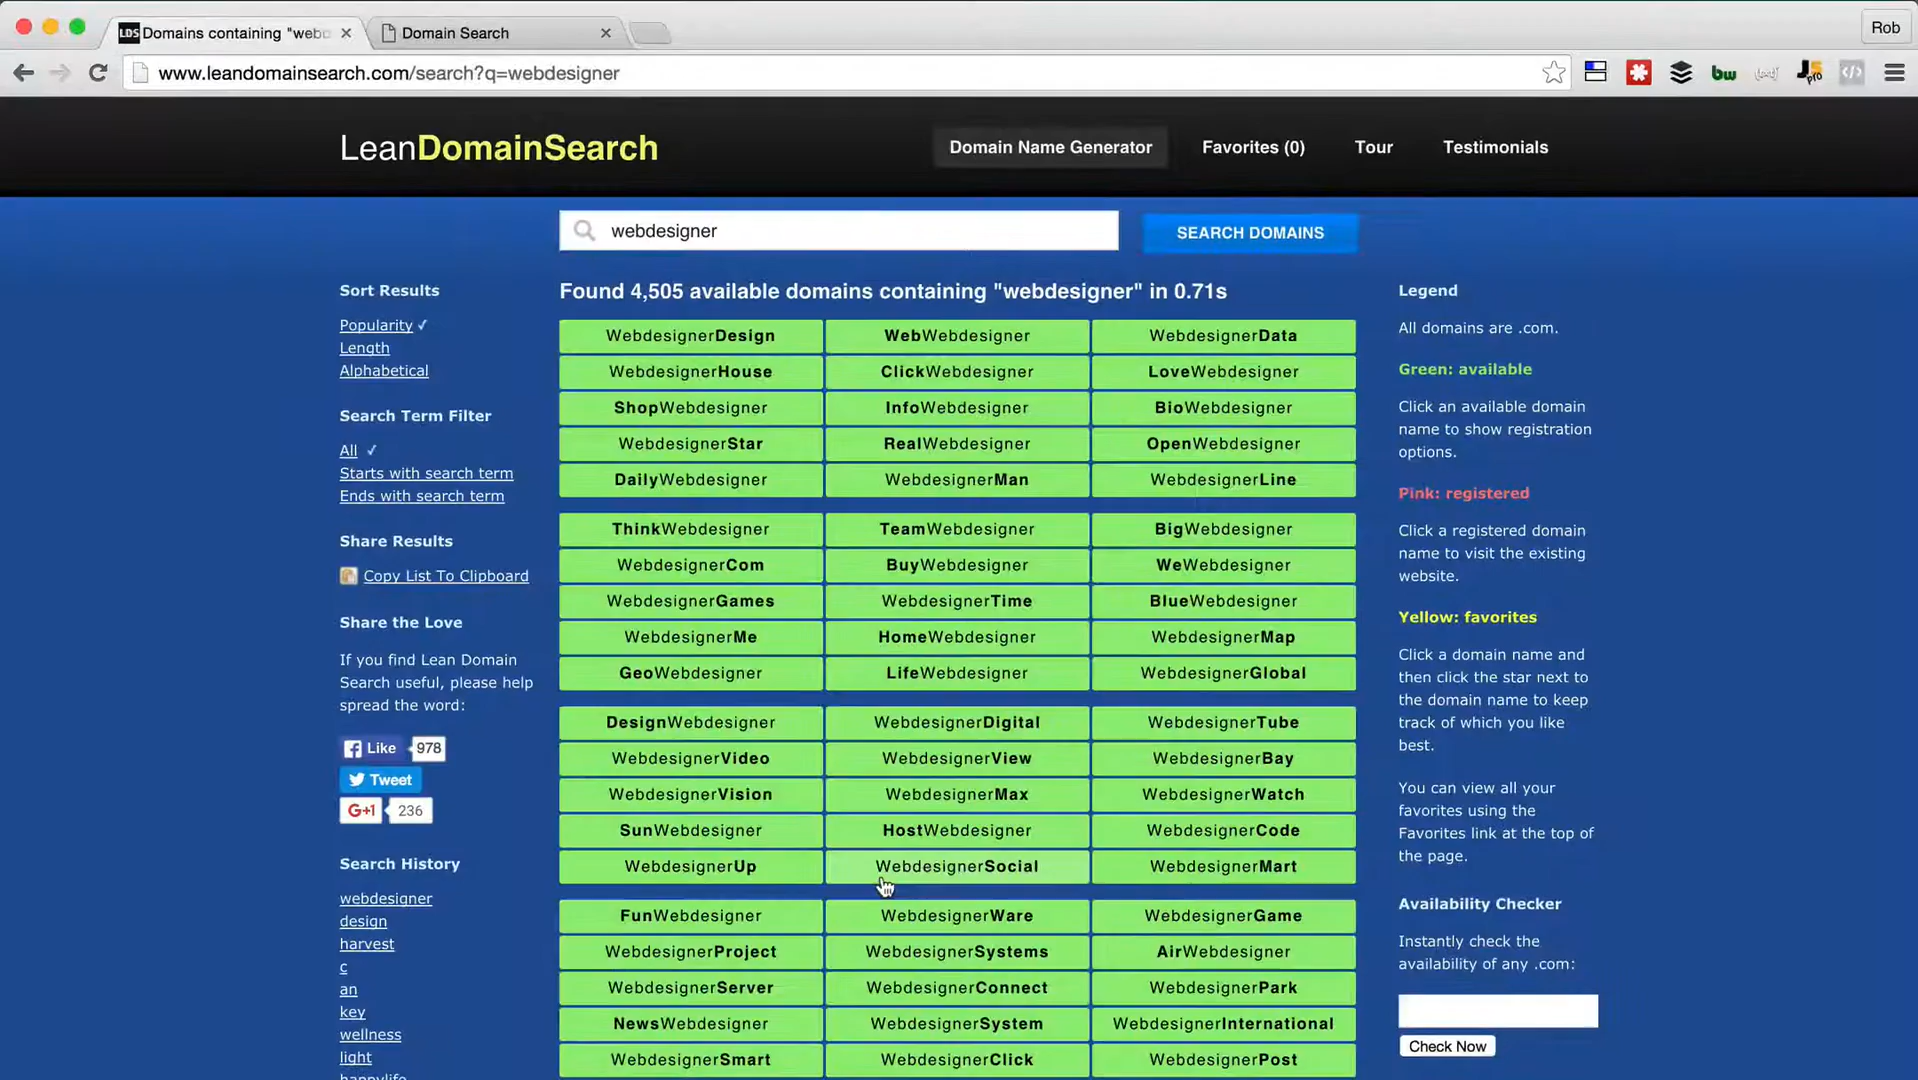 LDS Domains containing "webd
Domain Search
Rob
www.leandomainsearch.com/search?q=webdesigner
LeanDomainSearch
Domain Name Generator
Favorites (0)
Tour
Testimonials
webdesigner
SEARCH DOMAINS
Sort Results
Popularity ✓
Length
Alphabetical
Search Term Filter
All ✓
Starts with search term
Ends with search term
Share Results
Copy List To Clipboard
Share the Love
If you find Lean Domain
Search useful, please help
spread the word:
Like 978
Tweet
G+1 236
Search History
webdesigner
design
harvest
c
an
key
wellness
light
happylife
Found 4,505 available domains containing "webdesigner" in 0.71s
WebdesignerDesign WebWebdesigner WebdesignerData
WebdesignerHouse ClickWebdesigner LoveWebdesigner
ShopWebdesigner InfoWebdesigner BioWebdesigner
WebdesignerStar RealWebdesigner OpenWebdesigner
DailyWebdesigner WebdesignerMan WebdesignerLine
ThinkWebdesigner TeamWebdesigner BigWebdesigner
WebdesignerCom BuyWebdesigner WeWebdesigner
WebdesignerGames WebdesignerTime BlueWebdesigner
WebdesignerMe HomeWebdesigner WebdesignerMap
GeoWebdesigner LifeWebdesigner WebdesignerGlobal
DesignWebdesigner WebdesignerDigital WebdesignerTube
WebdesignerVideo WebdesignerView WebdesignerBay
WebdesignerVision WebdesignerMax WebdesignerWatch
SunWebdesigner HostWebdesigner WebdesignerCode
WebdesignerUp WebdesignerSocial WebdesignerMart
FunWebdesigner WebdesignerWare WebdesignerGame
WebdesignerProject WebdesignerSystems AirWebdesigner
WebdesignerServer WebdesignerConnect WebdesignerPark
NewsWebdesigner WebdesignerSystem WebdesignerInternational
WebdesignerSmart WebdesignerClick WebdesignerPost
Legend
All domains are .com.
Green: available
Click an available domain
name to show registration
options.
Pink: registered
Click a registered domain
name to visit the existing
website.
Yellow: favorites
Click a domain name and
then click the star next to
the domain name to keep
track of which you like
best.
You can view all your
favorites using the
Favorites link at the top of
the page.
Availability Checker
Instantly check the
availability of any .com:
Check Now